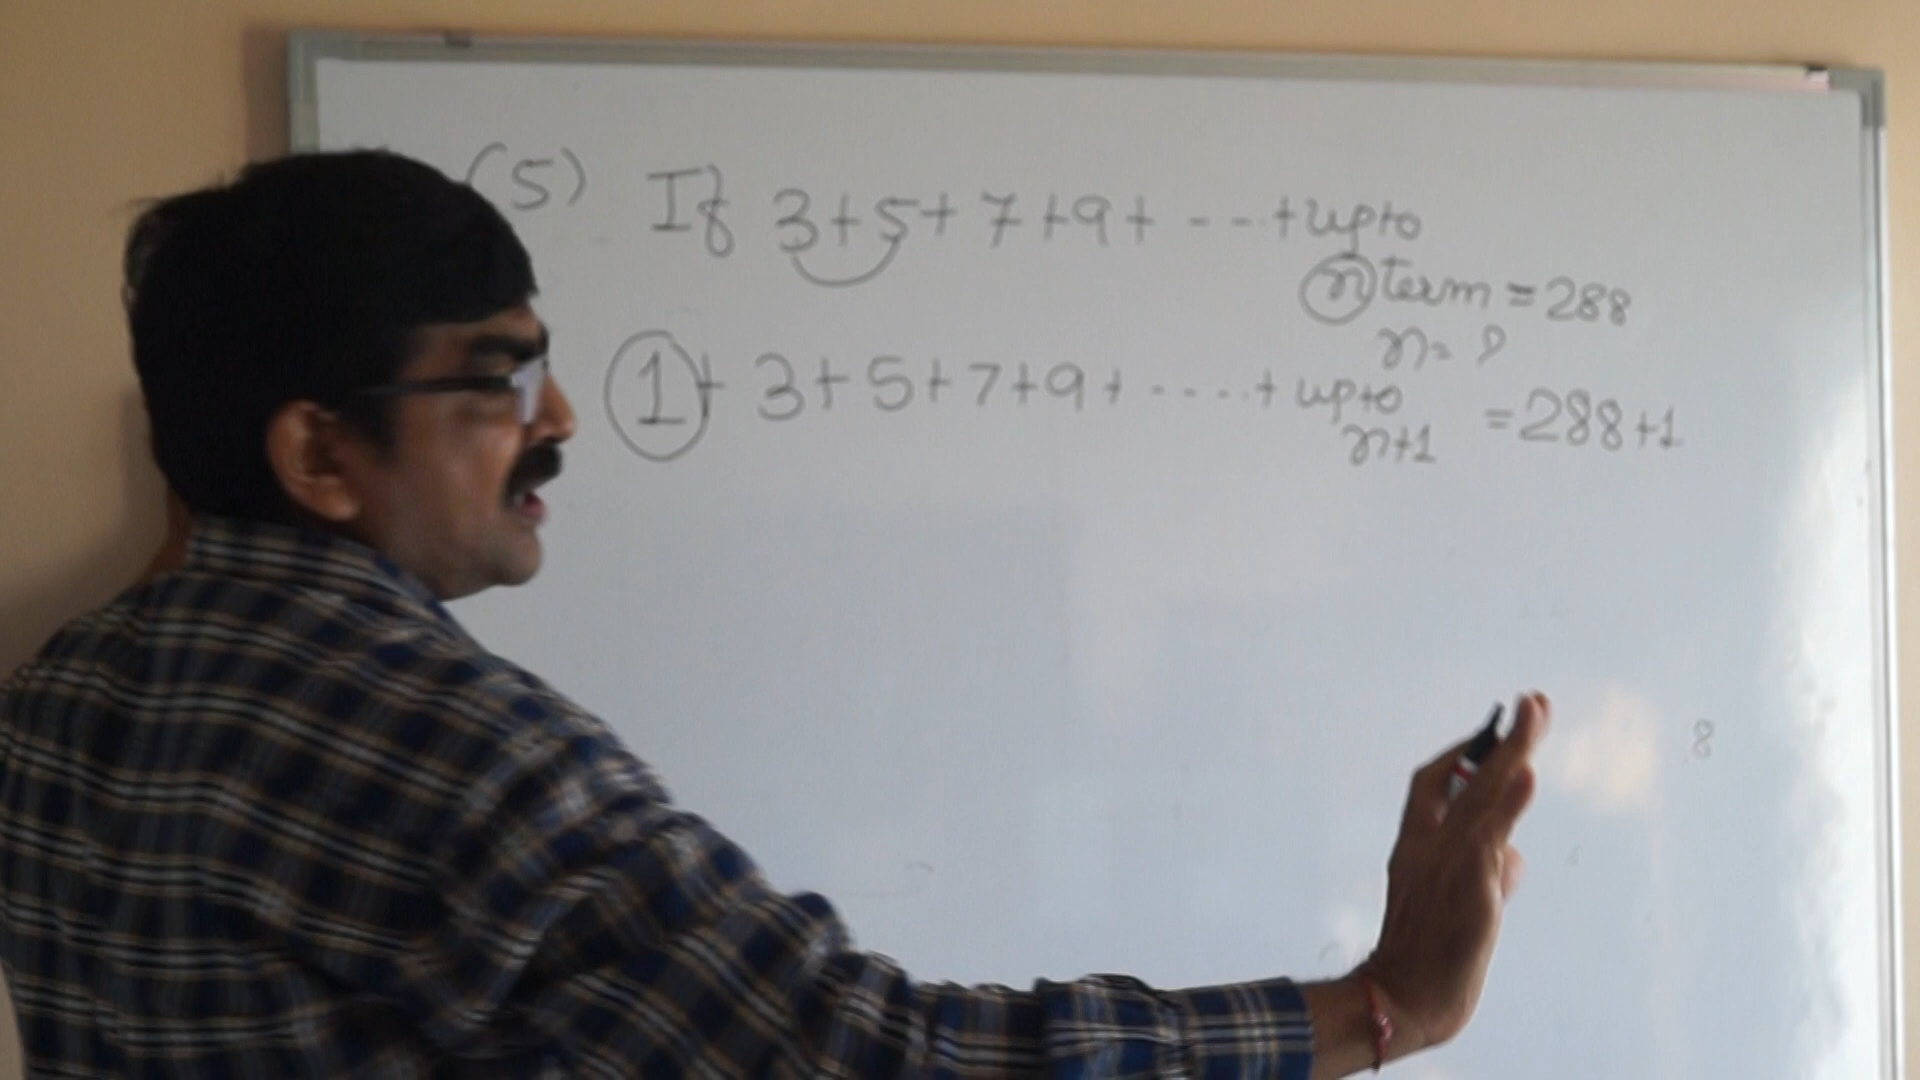 (5) If 3+5+7+9+ - - - + upto
n term = 288
n = ?
1+ 3+5+7+9+ ....+ upto = 288+1
n+1
8